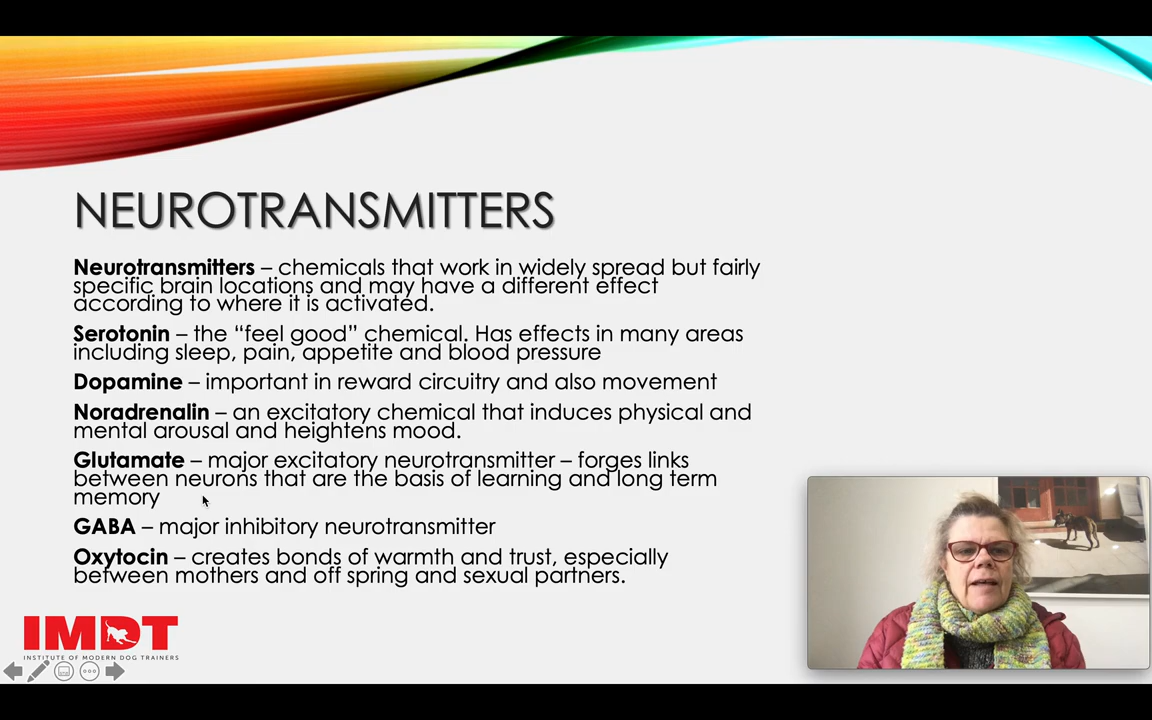 NEUROTRANSMITTERS
Neurotransmitters – chemicals that work in widely spread but fairly
specific brain locations and may have a different effect
according to where it is activated.
Serotonin – the “feel good” chemical. Has effects in many areas
including sleep, pain, appetite and blood pressure
Dopamine – important in reward circuitry and also movement
Noradrenalin – an excitatory chemical that induces physical and
mental arousal and heightens mood.
Glutamate – major excitatory neurotransmitter – forges links
between neurons that are the basis of learning and long term
memory
GABA – major inhibitory neurotransmitter
Oxytocin – creates bonds of warmth and trust, especially
between mothers and off spring and sexual partners.
IMDT
INSTITUTE OF MODERN DOG TRAINERS